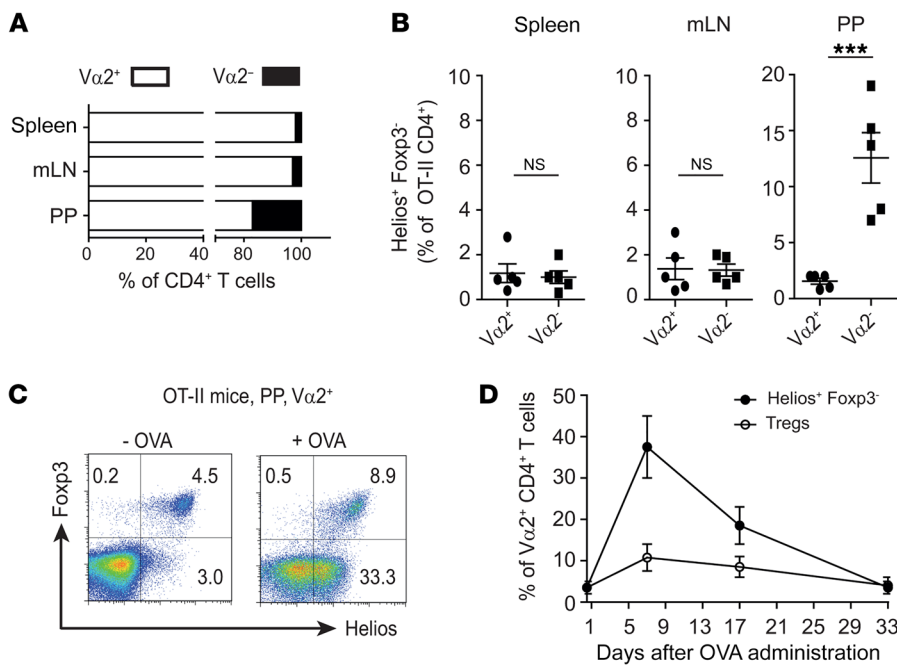 A
Vα2⁺
Vα2⁻
Spleen
mLN
PP
0
20
40
80
100
% of CD4⁺ T cells
B
Spleen
mLN
PP
Helios⁺ Foxp3⁻
(% of OT-II CD4⁺)
10
8
6
4
2
0
NS
Vα2⁺
Vα2⁻
10
8
6
4
2
0
NS
Vα2⁺
Vα2⁻
20
15
10
5
0
***
Vα2⁺
Vα2⁻
C
OT-II mice, PP, Vα2⁺
- OVA
+ OVA
Foxp3
0.2
4.5
3.0
0.5
8.9
33.3
Helios
D
% of Vα2⁺ CD4⁺ T cells
50
40
30
20
10
0
Helios⁺ Foxp3⁻
Tregs
1
5
9
13
17
21
25
29
33
Days after OVA administration